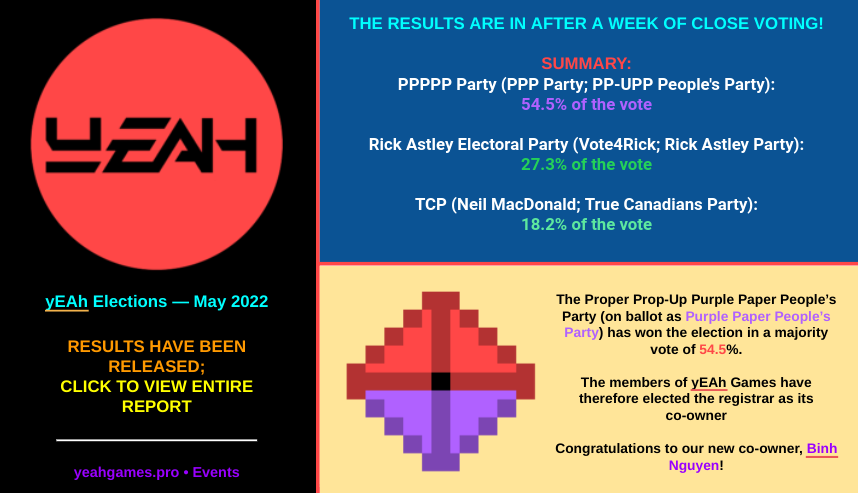 yEAH
yEAh Elections — May 2022
RESULTS HAVE BEEN
RELEASED;
CLICK TO VIEW ENTIRE
REPORT
yeahgames.pro • Events
THE RESULTS ARE IN AFTER A WEEK OF CLOSE VOTING!
SUMMARY:
PPPPP Party (PPP Party; PP-UPP People's Party):
54.5% of the vote
Rick Astley Electoral Party (Vote4Rick; Rick Astley Party):
27.3% of the vote
TCP (Neil MacDonald; True Canadians Party):
18.2% of the vote
The Proper Prop-Up Purple Paper People’s
Party (on ballot as Purple Paper People’s
Party) has won the election in a majority
vote of 54.5%.
The members of yEAh Games have
therefore elected the registrar as its
co-owner
Congratulations to our new co-owner, Binh
Nguyen!